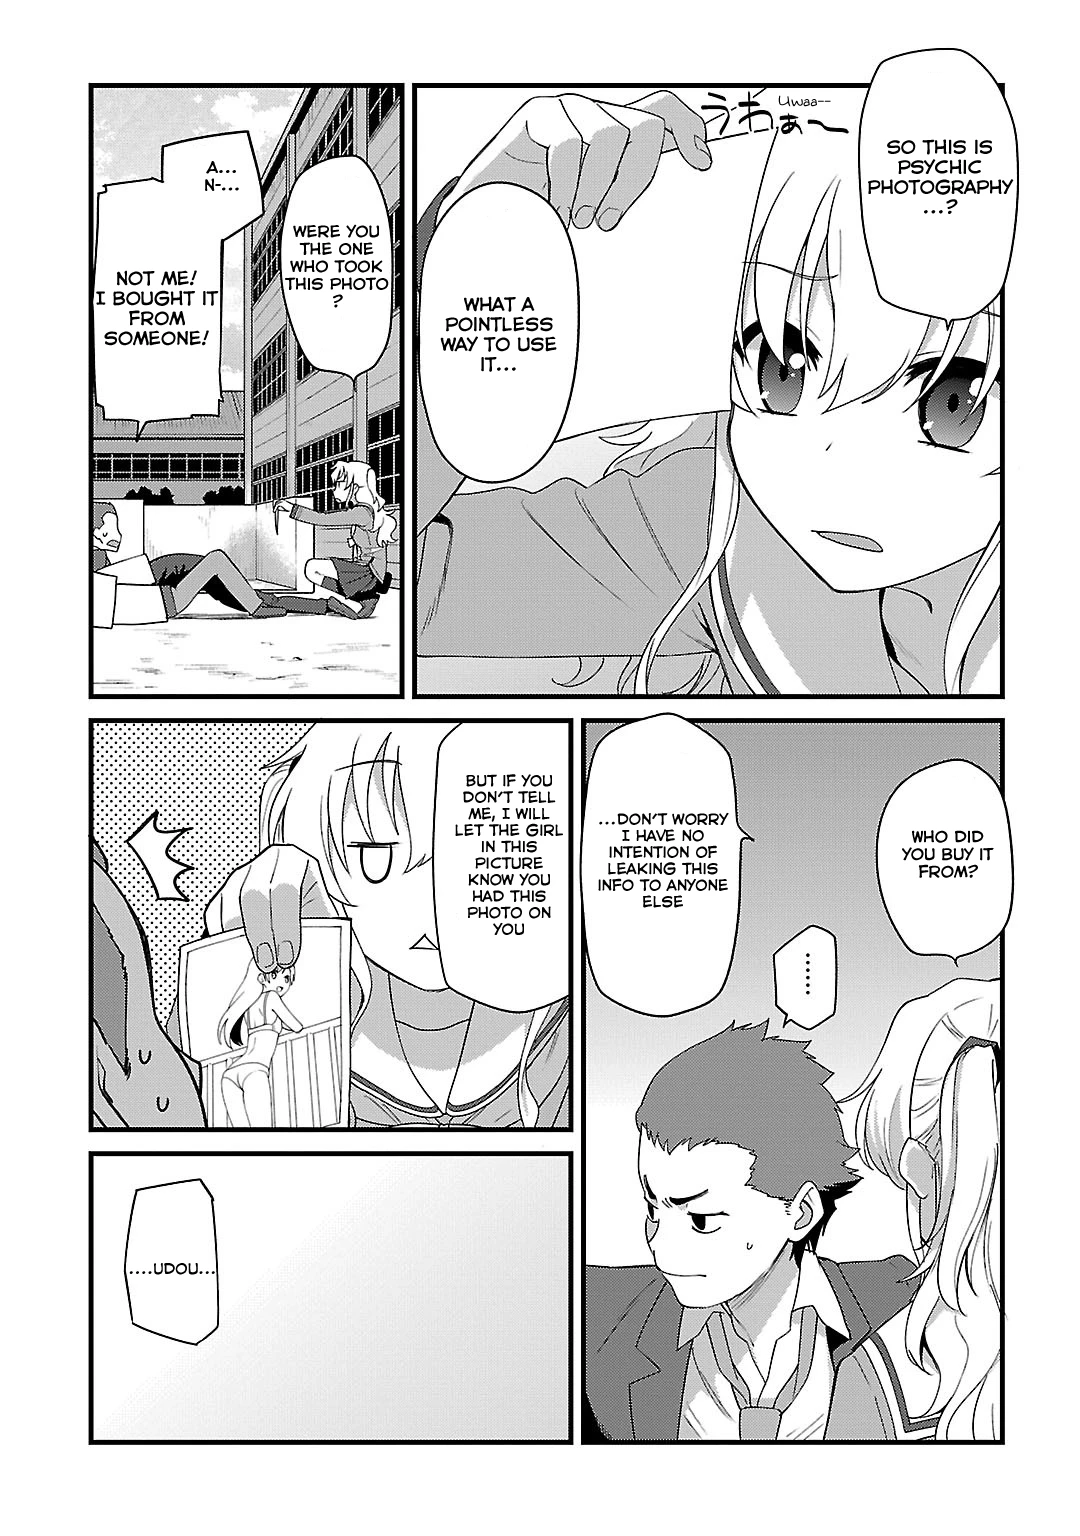 SO THIS IS
PSYCHIC
PHOTOGRAPHY
...?
Uwaa--
うわぁ～
WHAT A
POINTLESS
WAY TO USE
IT...
WERE YOU
THE ONE
WHO TOOK
THIS PHOTO
?
A...
N-...
NOT ME!
I BOUGHT IT
FROM
SOMEONE!
WHO DID
YOU BUY IT
FROM?
........
...DON'T WORRY
I HAVE NO
INTENTION OF
LEAKING THIS
INFO TO ANYONE
ELSE
BUT IF YOU
DON'T TELL
ME, I WILL
LET THE GIRL
IN THIS
PICTURE
KNOW YOU
HAD THIS
PHOTO ON
YOU
....UDOU...